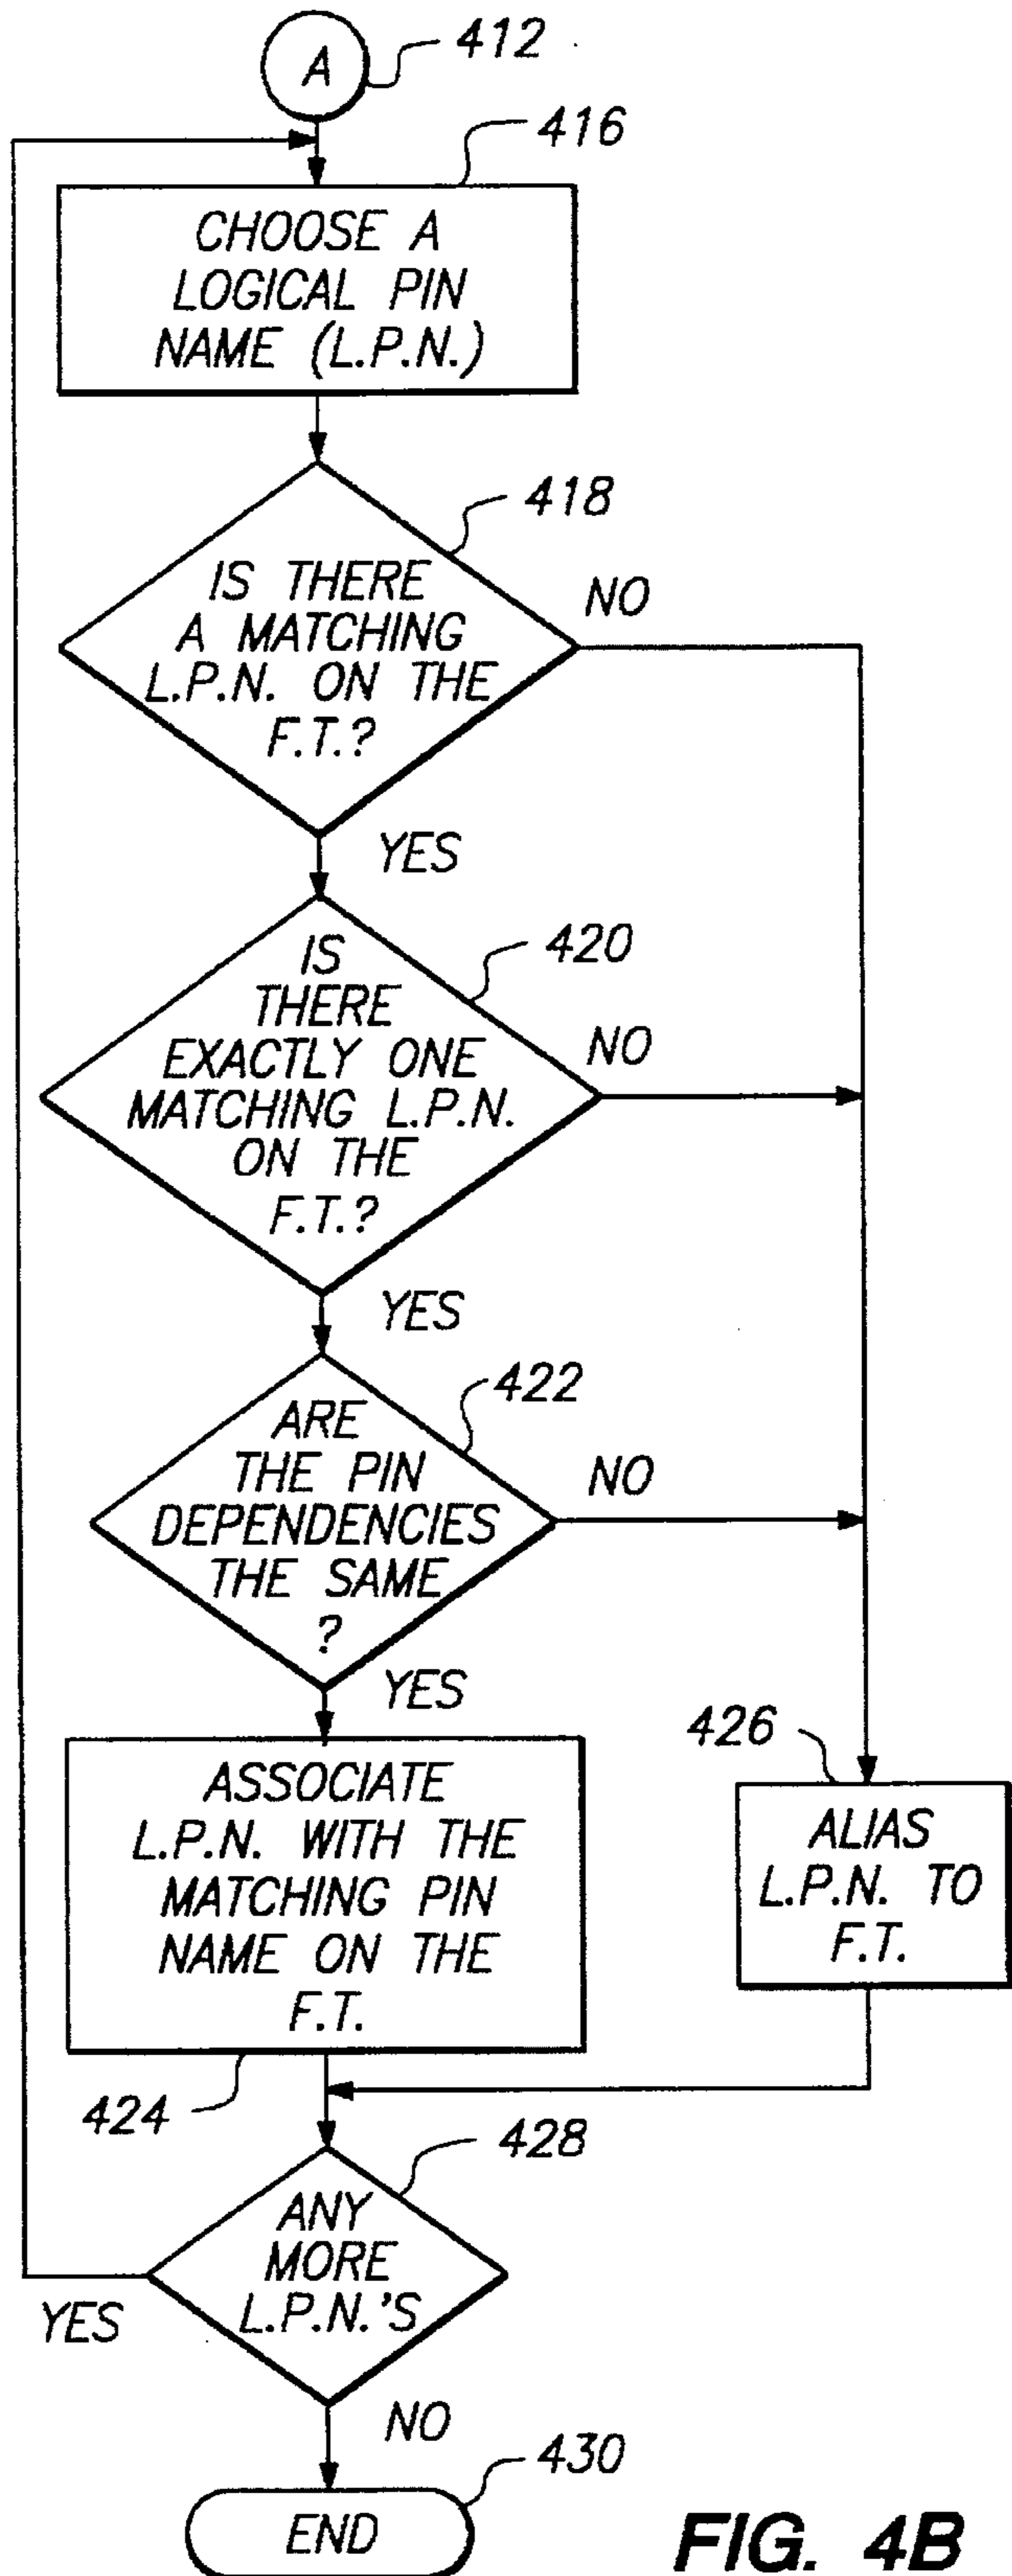 A
412
416
CHOOSE A
LOGICAL PIN
NAME (L.P.N.)
418
IS THERE
A MATCHING
L.P.N. ON THE
F.T.?
NO
YES
420
IS
THERE
EXACTLY ONE
MATCHING L.P.N.
ON THE
F.T.?
NO
YES
422
ARE
THE PIN
DEPENDENCIES
THE SAME
?
NO
YES
ASSOCIATE
L.P.N. WITH THE
MATCHING PIN
NAME ON THE
F.T.
424
426
ALIAS
L.P.N. TO
F.T.
428
ANY
MORE
L.P.N.'S
YES
NO
430
END
FIG. 4B